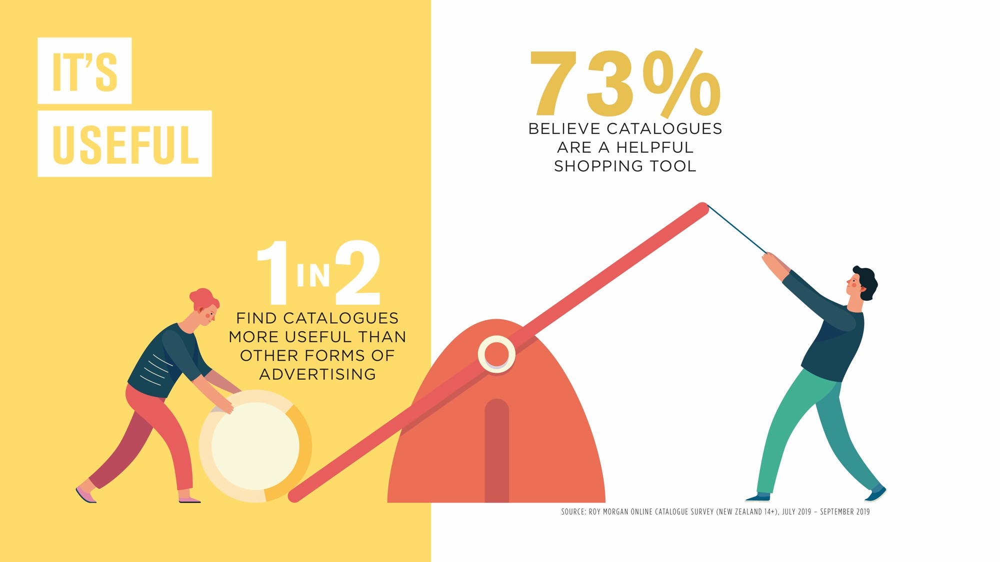 IT'S
USEFUL
73%
BELIEVE CATALOGUES
ARE A HELPFUL
SHOPPING TOOL
1 IN 2
FIND CATALOGUES
MORE USEFUL THAN
OTHER FORMS OF
ADVERTISING
SOURCE: ROY MORGAN ONLINE CATALOGUE SURVEY (NEW ZEALAND 14+), JULY 2019 – SEPTEMBER 2019